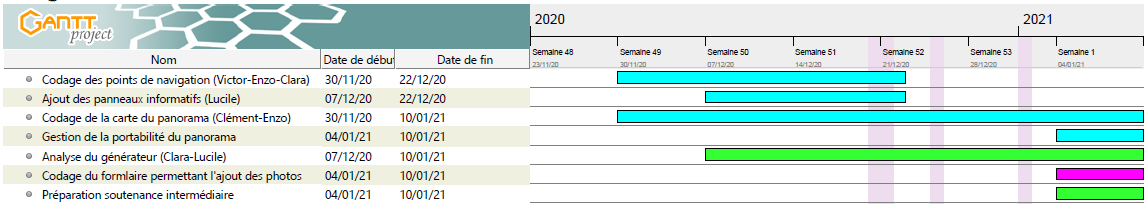 GANTT
project
2020
2021
Semaine 48
Semaine 49
Semaine 50
Semaine 51
Semaine 52
Semaine 53
Semaine 1
23/11/20
30/11/20
07/12/20
14/12/20
21/12/20
28/12/20
04/01/21
Nom Date de début Date de fin
Codage des points de navigation (Victor-Enzo-Clara) 30/11/20 22/12/20
Ajout des panneaux informatifs (Lucile) 07/12/20 22/12/20
Codage de la carte du panorama (Clément-Enzo) 30/11/20 10/01/21
Gestion de la portabilité du panorama 04/01/21 10/01/21
Analyse du générateur (Clara-Lucile) 07/12/20 10/01/21
Codage du formlaire permettant l'ajout des photos 04/01/21 10/01/21
Préparation soutenance intermédiaire 04/01/21 10/01/21